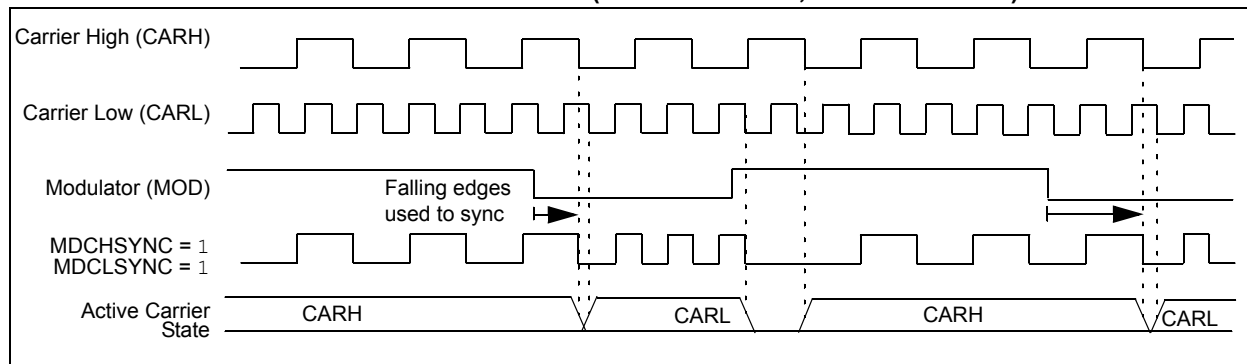 Carrier High (CARH)
Carrier Low (CARL)
Modulator (MOD)
Falling edges
used to sync
MDCHSYNC = 1
MDCLSYNC = 1
Active Carrier
State
CARH
CARL
CARH
CARL